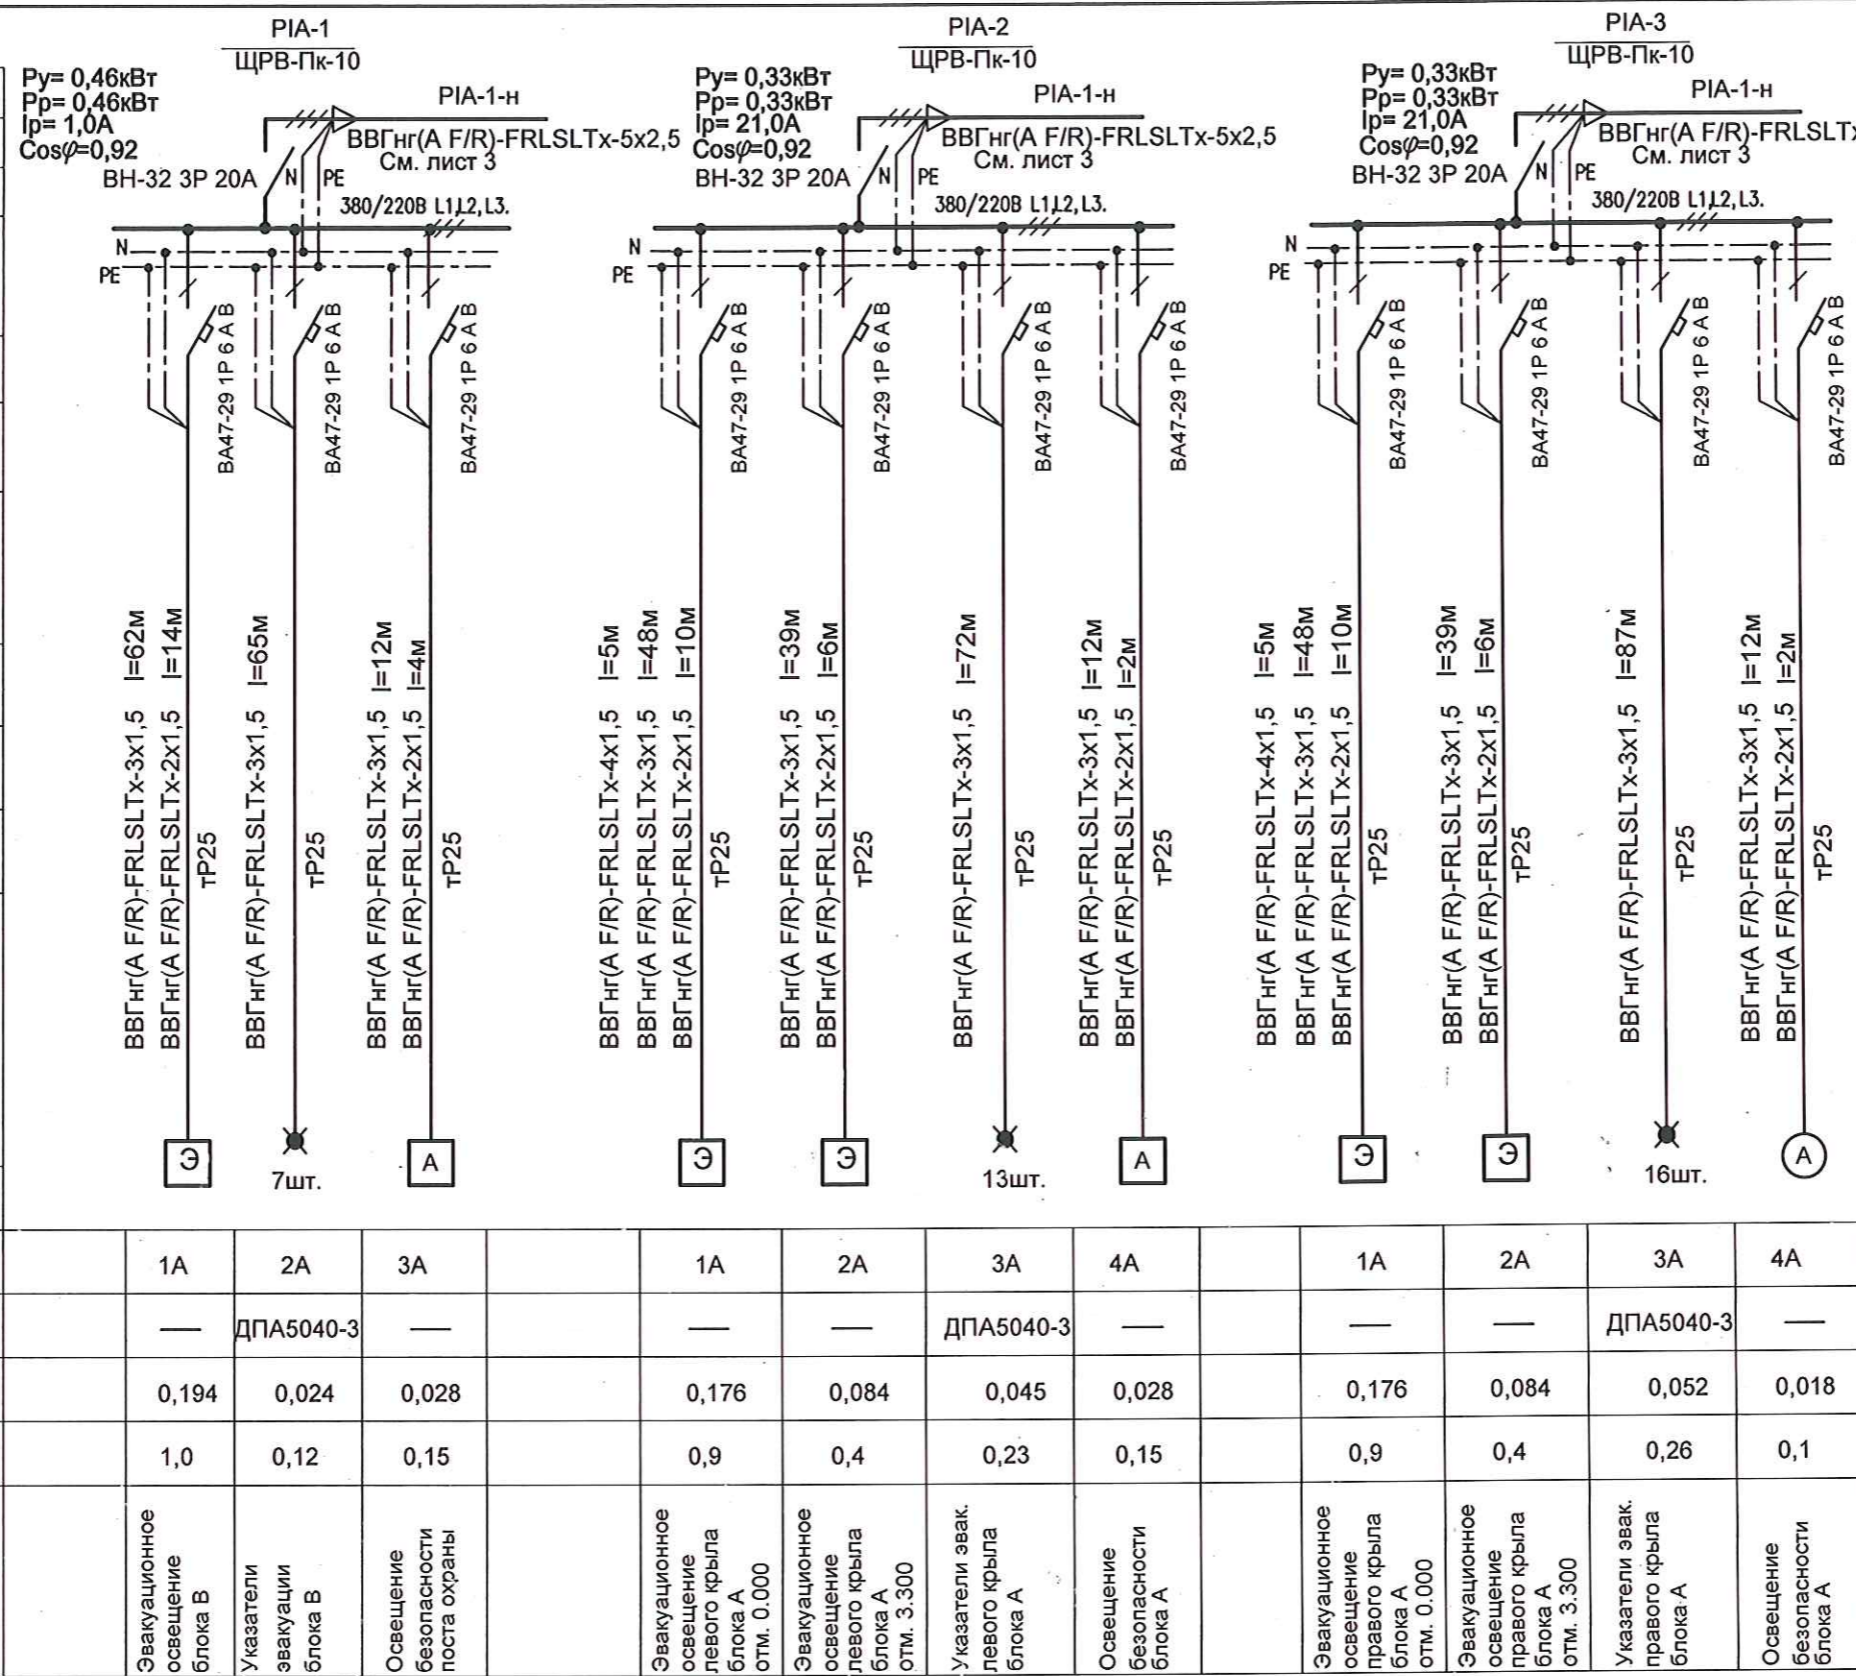 PIA-1
ЩРВ-Пк-10
Ру= 0,46кВт
Рр= 0,46кВт
Iр= 1,0А
Cosφ=0,92
ВН-32 3Р 20А
PIA-1-н
ВВГнг(А F/R)-FRLSLTx-5x2,5
См. лист 3
N
PE
380/220В L1,L2,L3.
N
PE
ВА47-29 1Р 6 А В
ВА47-29 1Р 6 А В
ВА47-29 1Р 6 А В
ВВГнг(А F/R)-FRLSLTx-3x1,5 l=62м
ВВГнг(А F/R)-FRLSLTx-2x1,5 l=14м
тР25
ВВГнг(А F/R)-FRLSLTx-3x1,5 l=65м
тР25
ВВГнг(А F/R)-FRLSLTx-3x1,5 l=12м
ВВГнг(А F/R)-FRLSLTx-2x1,5 l=4м
тР25
Э
7шт.
А
PIA-2
ЩРВ-Пк-10
Ру= 0,33кВт
Рр= 0,33кВт
Iр= 21,0А
Cosφ=0,92
ВН-32 3Р 20А
PIA-1-н
ВВГнг(А F/R)-FRLSLTx-5x2,5
См. лист 3
N
PE
380/220В L1,L2,L3.
N
PE
ВА47-29 1Р 6 А В
ВА47-29 1Р 6 А В
ВА47-29 1Р 6 А В
ВА47-29 1Р 6 А В
ВВГнг(А F/R)-FRLSLTx-4x1,5 l=5м
ВВГнг(А F/R)-FRLSLTx-3x1,5 l=48м
ВВГнг(А F/R)-FRLSLTx-2x1,5 l=10м
тР25
ВВГнг(А F/R)-FRLSLTx-3x1,5 l=39м
ВВГнг(А F/R)-FRLSLTx-2x1,5 l=6м
тР25
ВВГнг(А F/R)-FRLSLTx-3x1,5 l=72м
тР25
ВВГнг(А F/R)-FRLSLTx-3x1,5 l=12м
ВВГнг(А F/R)-FRLSLTx-2x1,5 l=2м
тР25
Э
Э
13шт.
А
PIA-3
ЩРВ-Пк-10
Ру= 0,33кВт
Рр= 0,33кВт
Iр= 21,0А
Cosφ=0,92
ВН-32 3Р 20А
PIA-1-н
ВВГнг(А F/R)-FRLSLTx
См. лист 3
N
PE
380/220В L1,L2,L3.
N
PE
ВА47-29 1Р 6 А В
ВА47-29 1Р 6 А В
ВА47-29 1Р 6 А В
ВА47-29 1Р 6 А В
ВВГнг(А F/R)-FRLSLTx-4x1,5 l=5м
ВВГнг(А F/R)-FRLSLTx-3x1,5 l=48м
ВВГнг(А F/R)-FRLSLTx-2x1,5 l=10м
тР25
ВВГнг(А F/R)-FRLSLTx-3x1,5 l=39м
ВВГнг(А F/R)-FRLSLTx-2x1,5 l=6м
тР25
ВВГнг(А F/R)-FRLSLTx-3x1,5 l=87м
тР25
ВВГнг(А F/R)-FRLSLTx-3x1,5 l=12м
ВВГнг(А F/R)-FRLSLTx-2x1,5 l=2м
тР25
Э
Э
16шт.
А
1А 2А 3А 1А 2А 3А 4А 1А 2А 3А 4А
— ДПА5040-3 — — — ДПА5040-3 — — — ДПА5040-3 —
0,194 0,024 0,028 0,176 0,084 0,045 0,028 0,176 0,084 0,052 0,018
1,0 0,12 0,15 0,9 0,4 0,23 0,15 0,9 0,4 0,26 0,1
Эвакуационное
освещение
блока В
Указатели
эвакуации
блока В
Освещение
безопасности
поста охраны
Эвакуационное
освещение
левого крыла
блока А
отм. 0.000
Эвакуационное
освещение
левого крыла
блока А
отм. 3.300
Указатели эвак.
левого крыла
блока А
Освещение
безопасности
блока А
Эвакуационное
освещение
правого крыла
блока А
отм. 0.000
Эвакуационное
освещение
правого крыла
блока А
отм. 3.300
Указатели эвак.
правого крыла
блока А
Освещение
безопасности
блока А